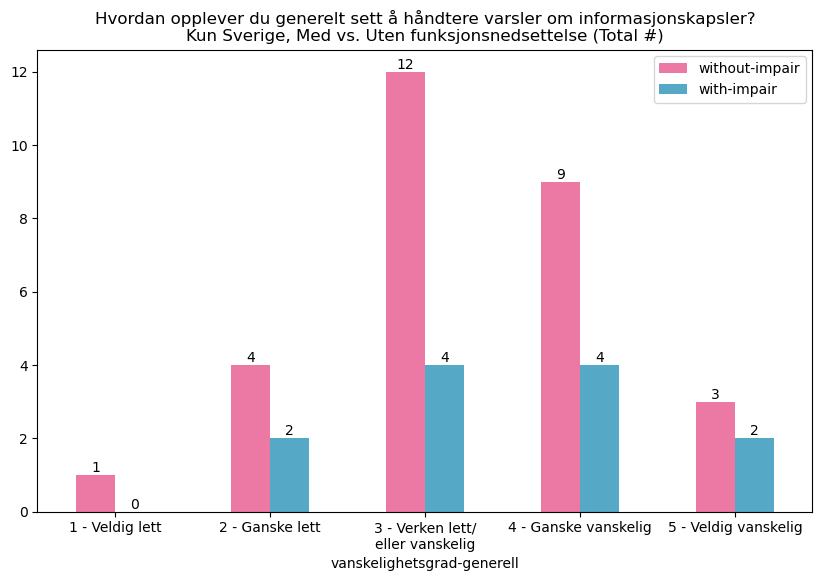 Hvordan opplever du generelt sett å håndtere varsler om informasjonskapsler?
Kun Sverige, Med vs. Uten funksjonsnedsettelse (Total #)
without-impair
with-impair
12
10
8
6
4
2
0
1
0
4
2
12
4
9
4
3
2
1 - Veldig lett
2 - Ganske lett
3 - Verken lett/
eller vanskelig
4 - Ganske vanskelig
5 - Veldig vanskelig
vanskelighetsgrad-generell